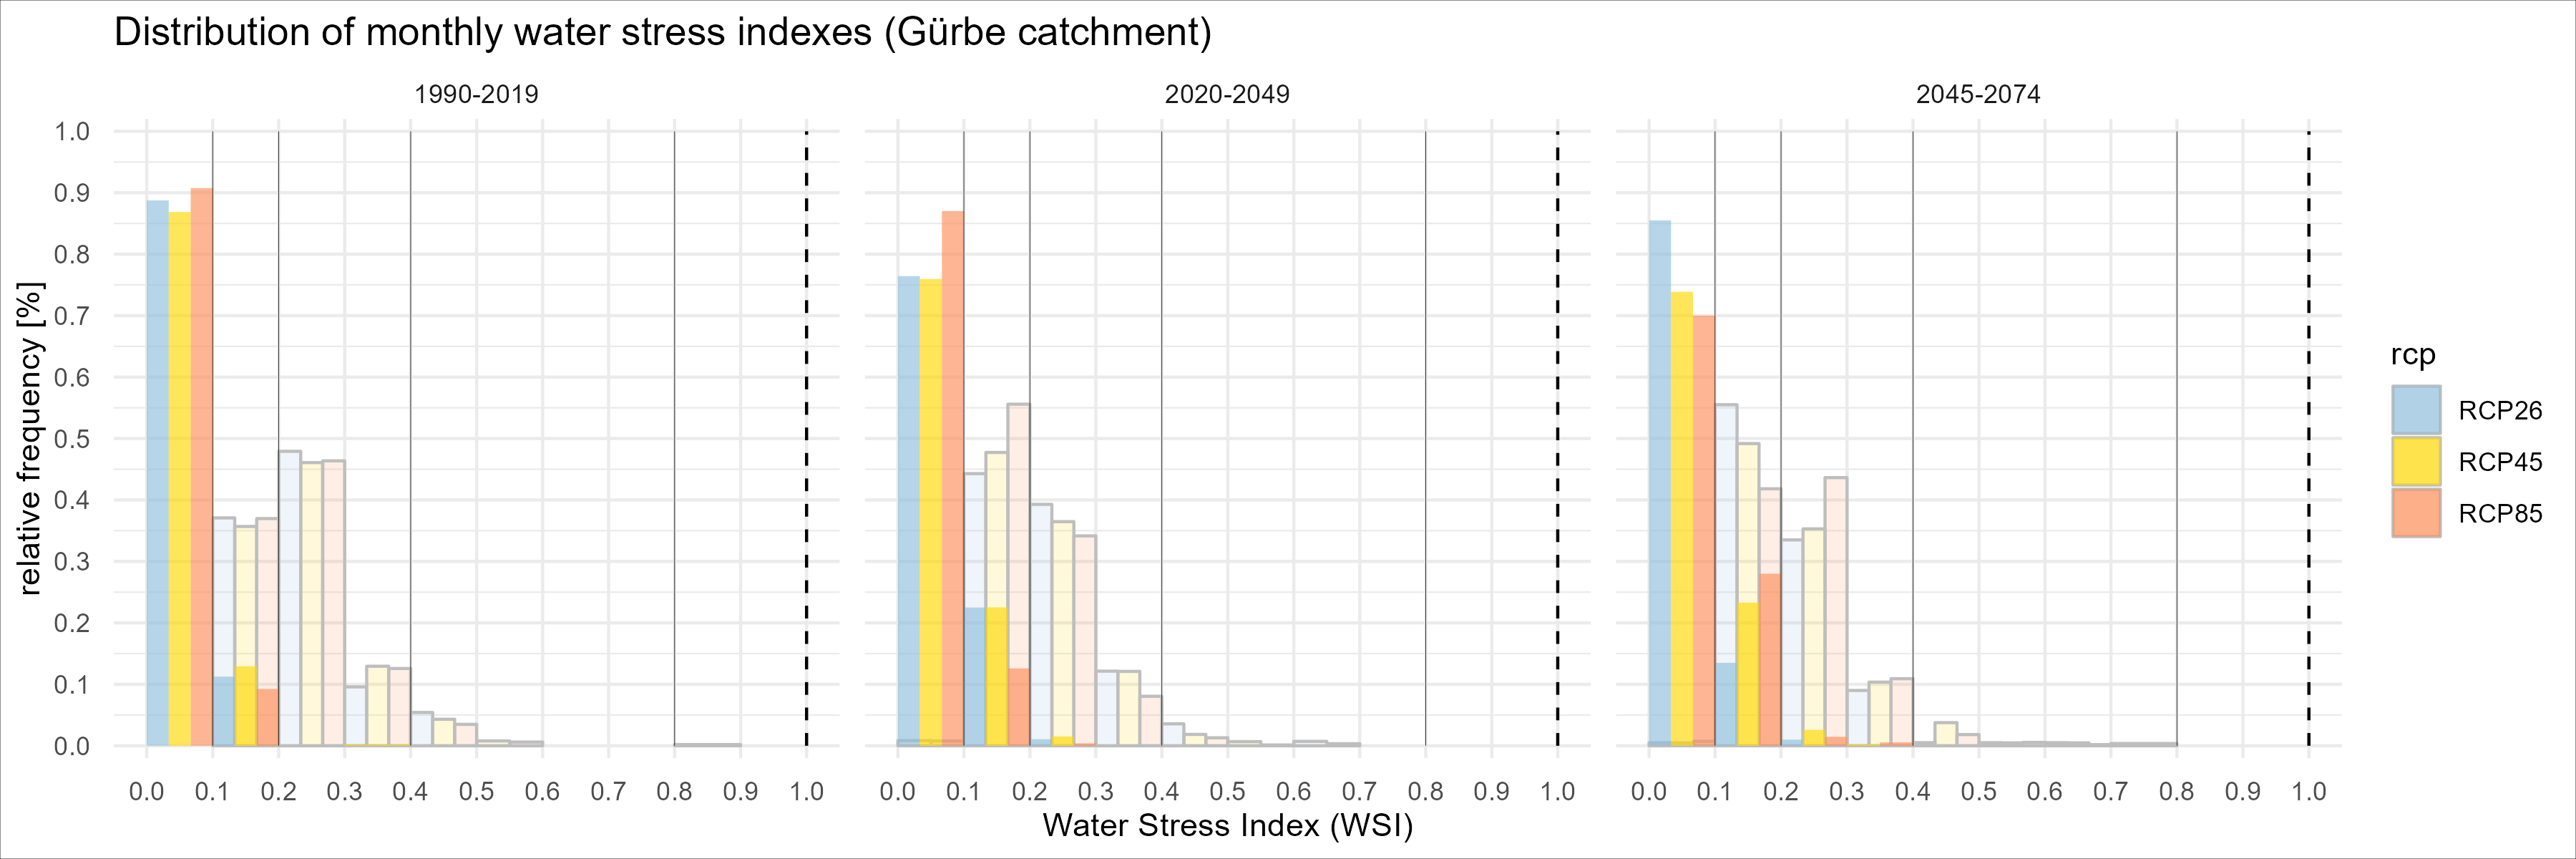 Distribution of monthly water stress indexes (Gürbe catchment)
1990-2019 2020-2049 2045-2074
relative frequency [%]
1.0
0.9
0.8
0.7
0.6
0.5
0.4
0.3
0.2
0.1
0.0
0.0 0.1 0.2 0.3 0.4 0.5 0.6 0.7 0.8 0.9 1.0 0.0 0.1 0.2 0.3 0.4 0.5 0.6 0.7 0.8 0.9 1.0 0.0 0.1 0.2 0.3 0.4 0.5 0.6 0.7 0.8 0.9 1.0
Water Stress Index (WSI)
rcp
RCP26
RCP45
RCP85